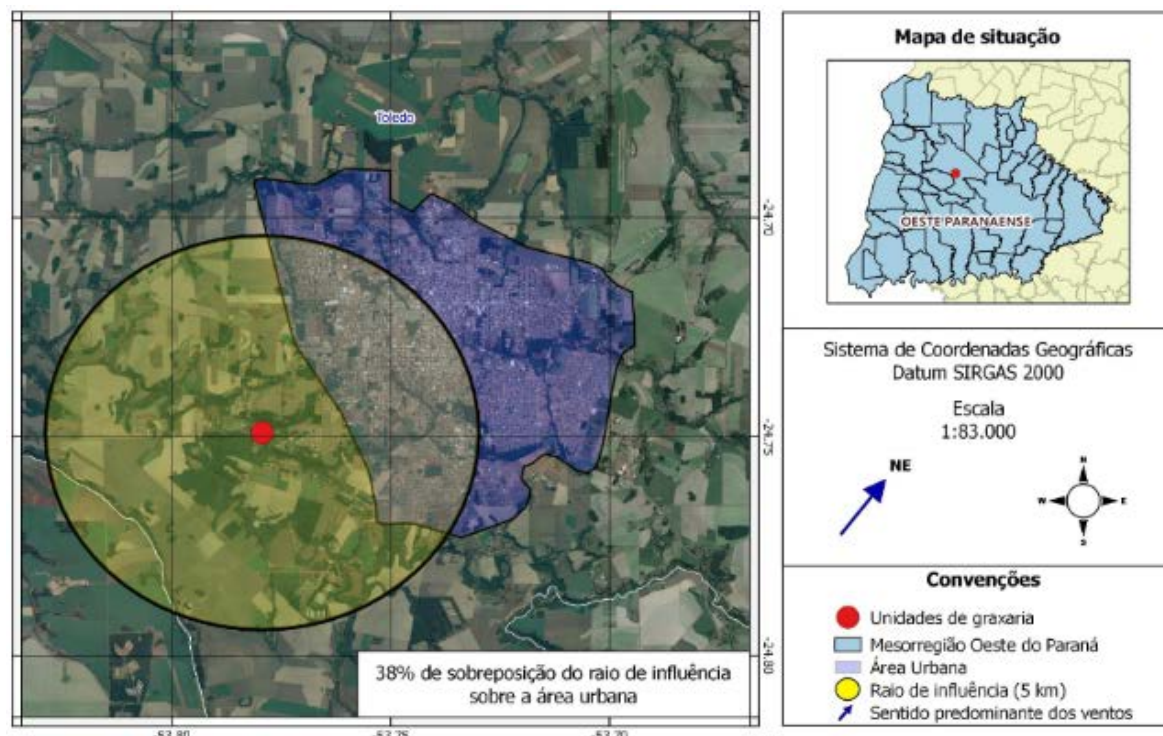 Toledo
-24.70
-24.75
-24.80
38% de sobreposição do raio de influência
sobre a área urbana
-53.80
-53.75
-53.70
Mapa de situação
OESTE PARANAENSE
Sistema de Coordenadas Geográficas
Datum SIRGAS 2000
Escala
1:83.000
NE
N
W
E
S
Convenções
Unidades de graxaria
Mesorregião Oeste do Paraná
Área Urbana
Raio de influência (5 km)
Sentido predominante dos ventos